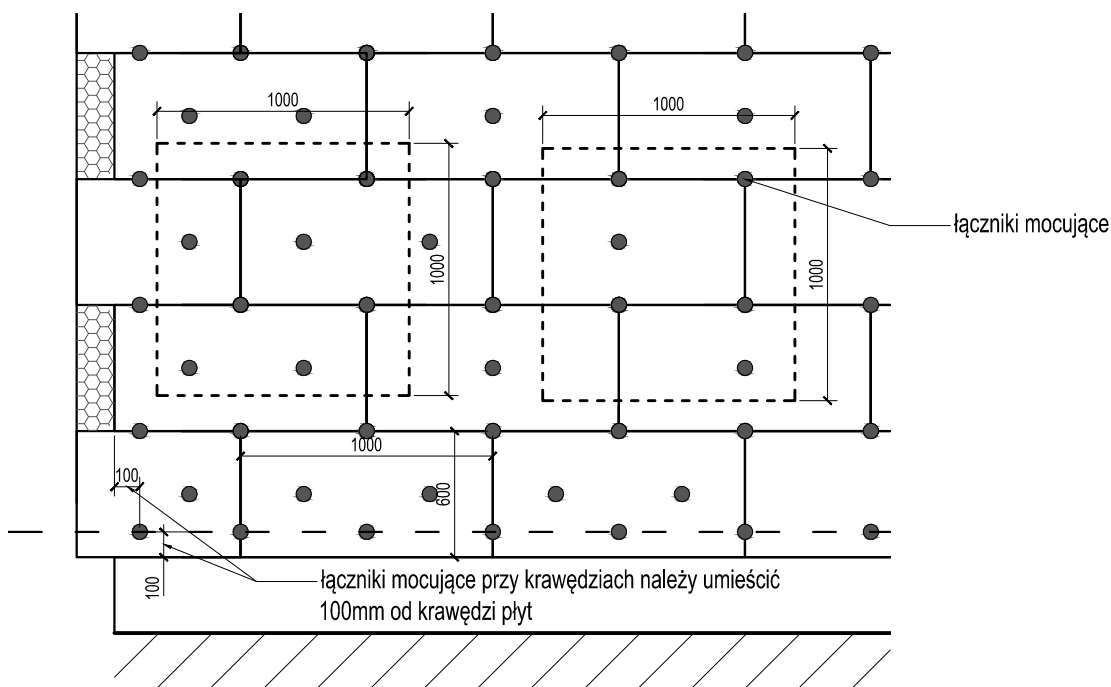 1000
1000
łączniki mocujące
1000
1000
1000
600
100
100
łączniki mocujące przy krawędziach należy umieścić
100mm od krawędzi płyt